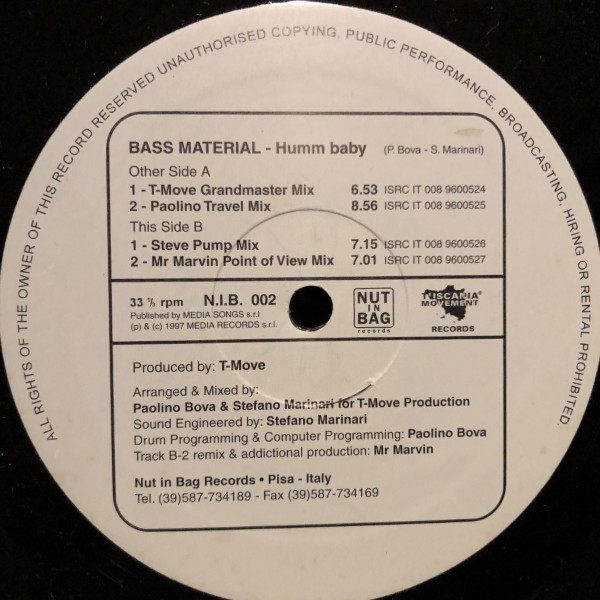 ALL RIGHTS OF THE OWNER OF THIS RECORD RESERVED UNAUTHORISED COPYING, PUBLIC PERFORMANCE, BROADCASTING, HIRING OR RENTAL PROHIBITED.
BASS MATERIAL - Humm baby (P. Bova - S. Marinari)
Other Side A
1 - T-Move Grandmaster Mix 6.53 ISRC IT 008 9600524
2 - Paolino Travel Mix 8.56 ISRC IT 008 9600525
This Side B
1 - Steve Pump Mix 7.15 ISRC IT 008 9600526
2 - Mr Marvin Point of View Mix 7.01 ISRC IT 008 9600527
33 ⅓ rpm N.I.B. 002
Published by MEDIA SONGS s.r.l
(p) & (c) 1997 MEDIA RECORDS s.r.l.
NUT
IN
BAG
records
TUSCANIA®
MOVEMENT
RECORDS
Produced by: T-Move
Arranged & Mixed by:
Paolino Bova & Stefano Marinari for T-Move Production
Sound Engineered by: Stefano Marinari
Drum Programming & Computer Programming: Paolino Bova
Track B-2 remix & addictional production: Mr Marvin
Nut in Bag Records • Pisa - Italy
Tel. (39)587-734189 - Fax (39)587-734169